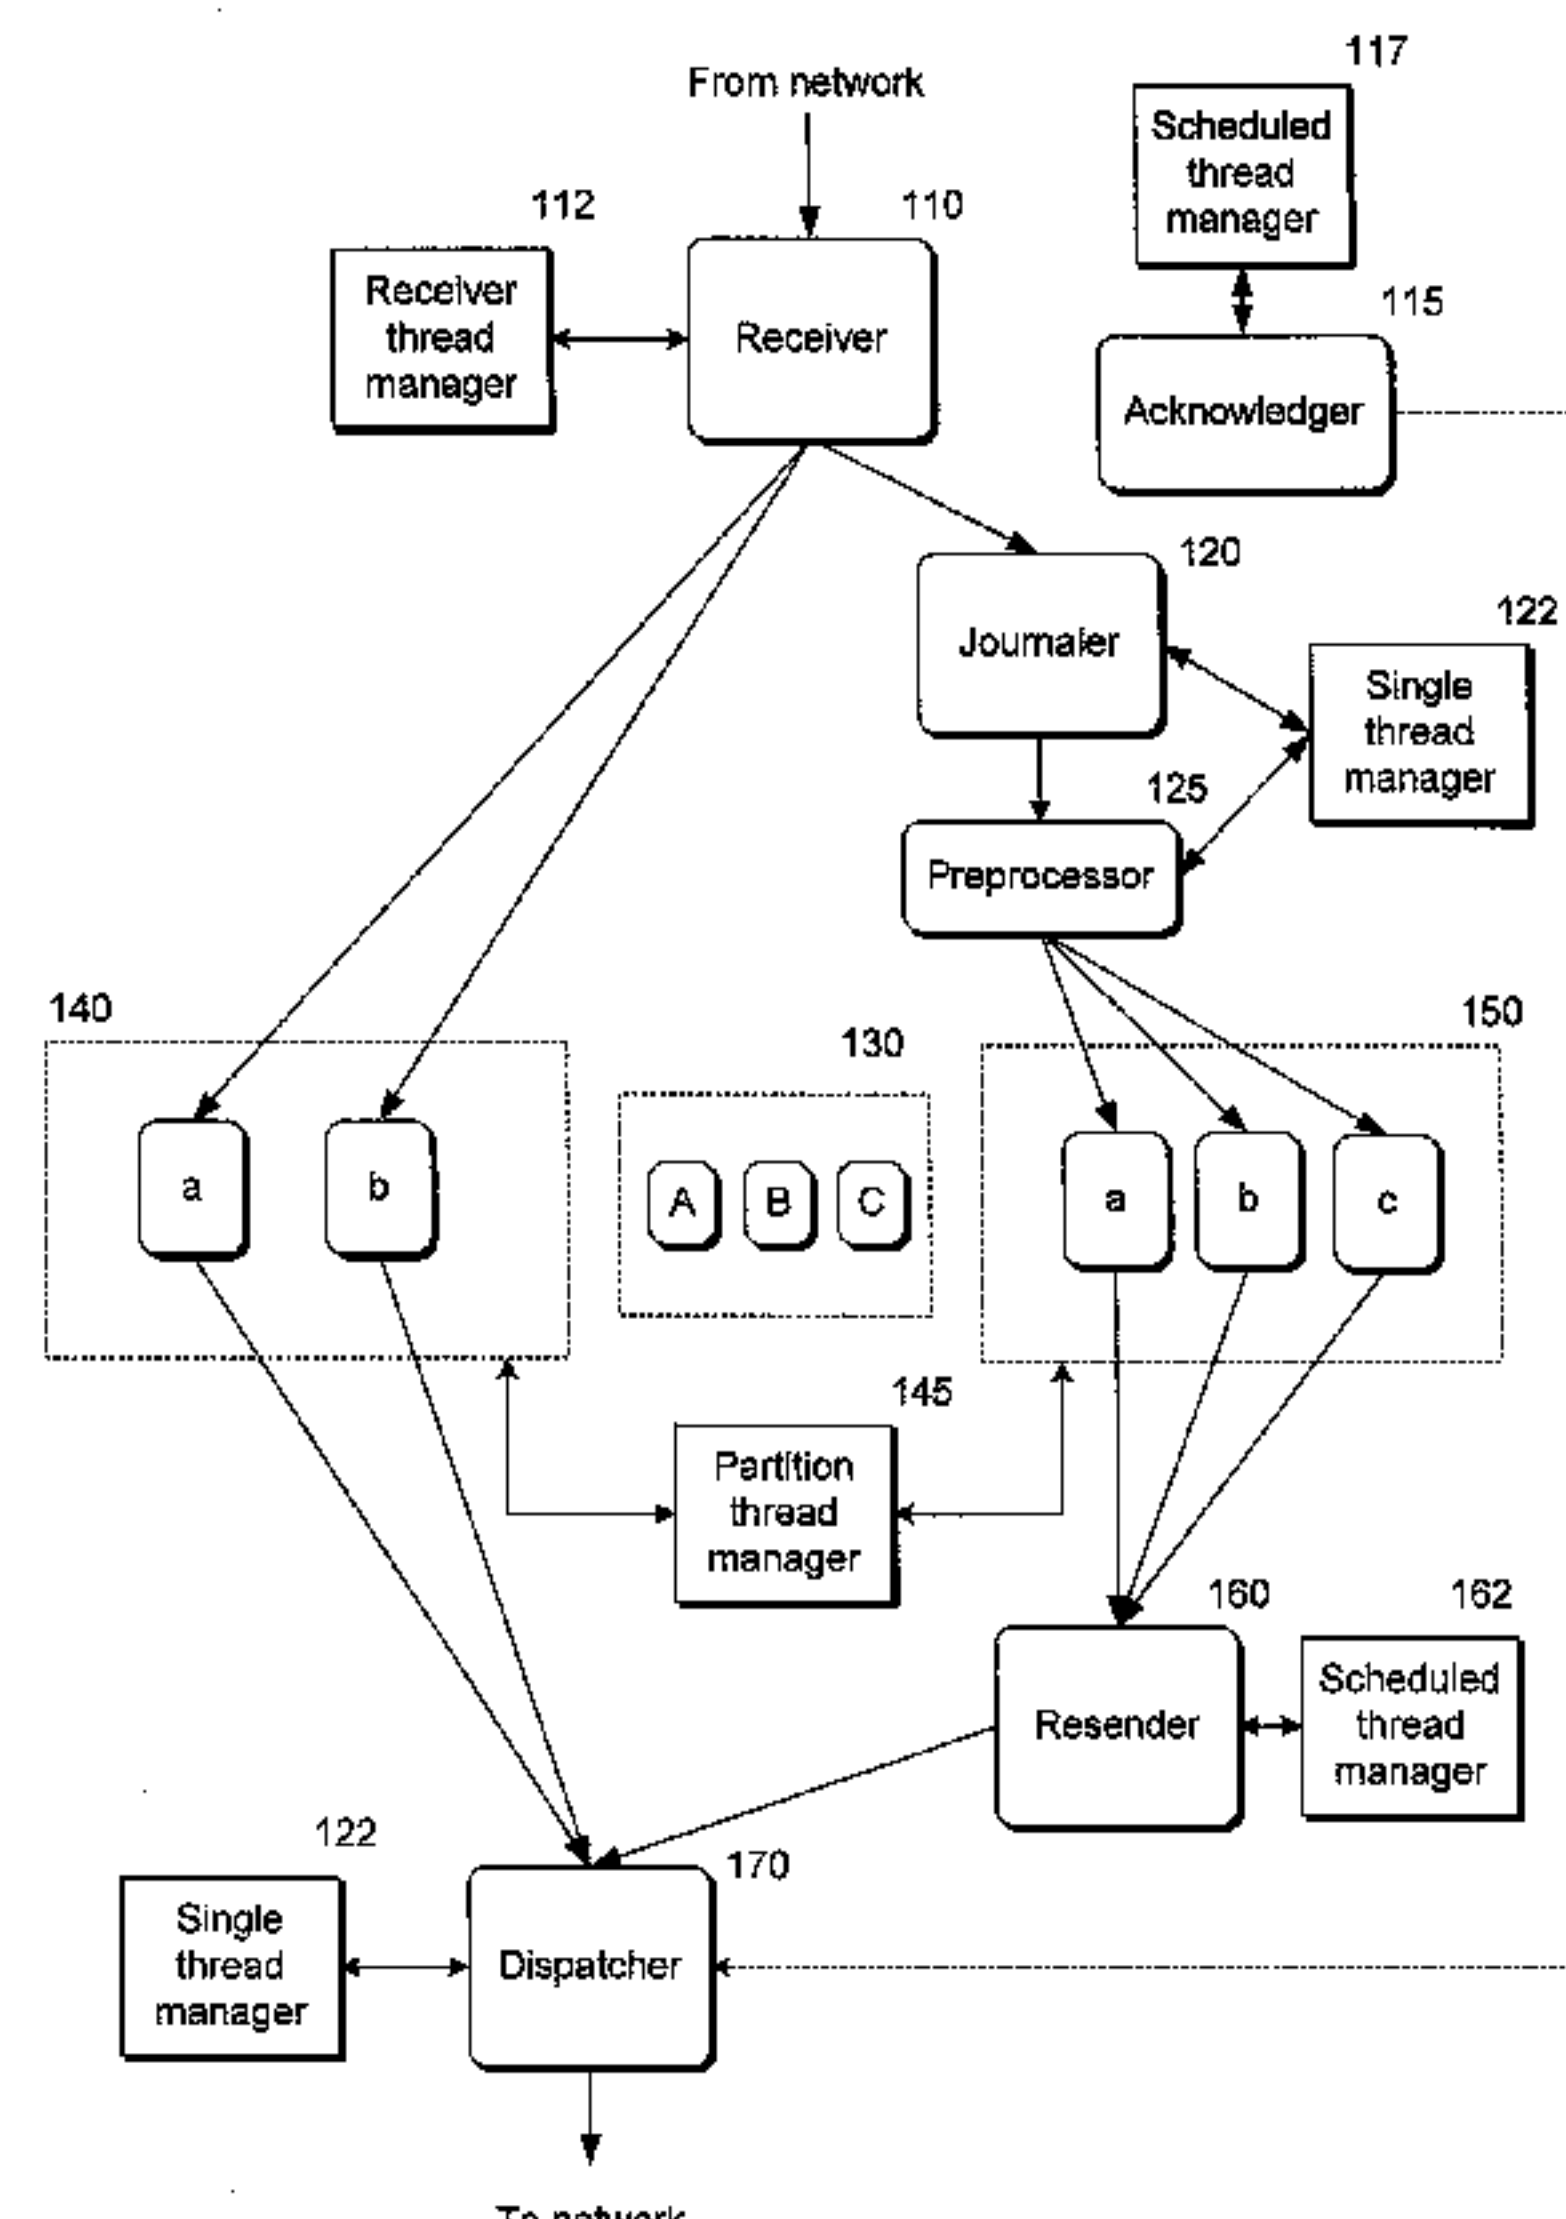 117
From network
Scheduled
thread
manager
112
110
Receiver
thread
manager
Receiver
115
Acknowledger
120
122
Journaler
Single
thread
manager
125
Preprocessor
140
130
150
a
b
A
B
C
a
b
c
145
Partition
thread
manager
160
162
Resender
Scheduled
thread
manager
122
170
Single
thread
manager
Dispatcher
To network